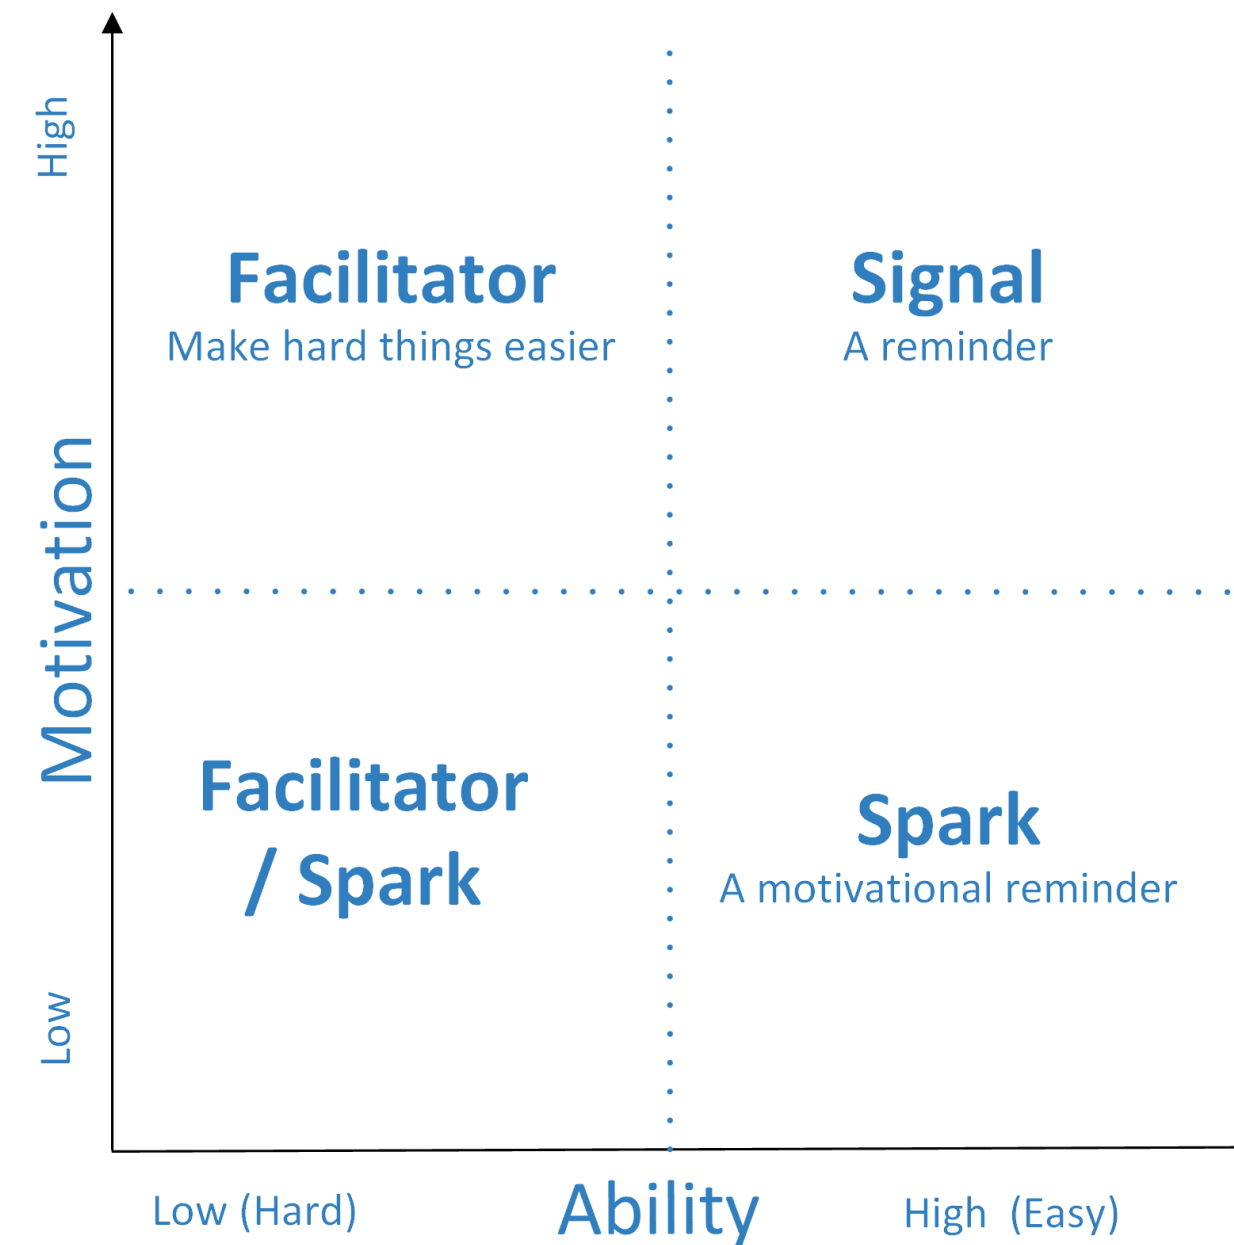 High
Facilitator
Make hard things easier
Signal
A reminder
Motivation
Facilitator
/ Spark
Spark
A motivational reminder
Low
Low (Hard)
Ability
High (Easy)